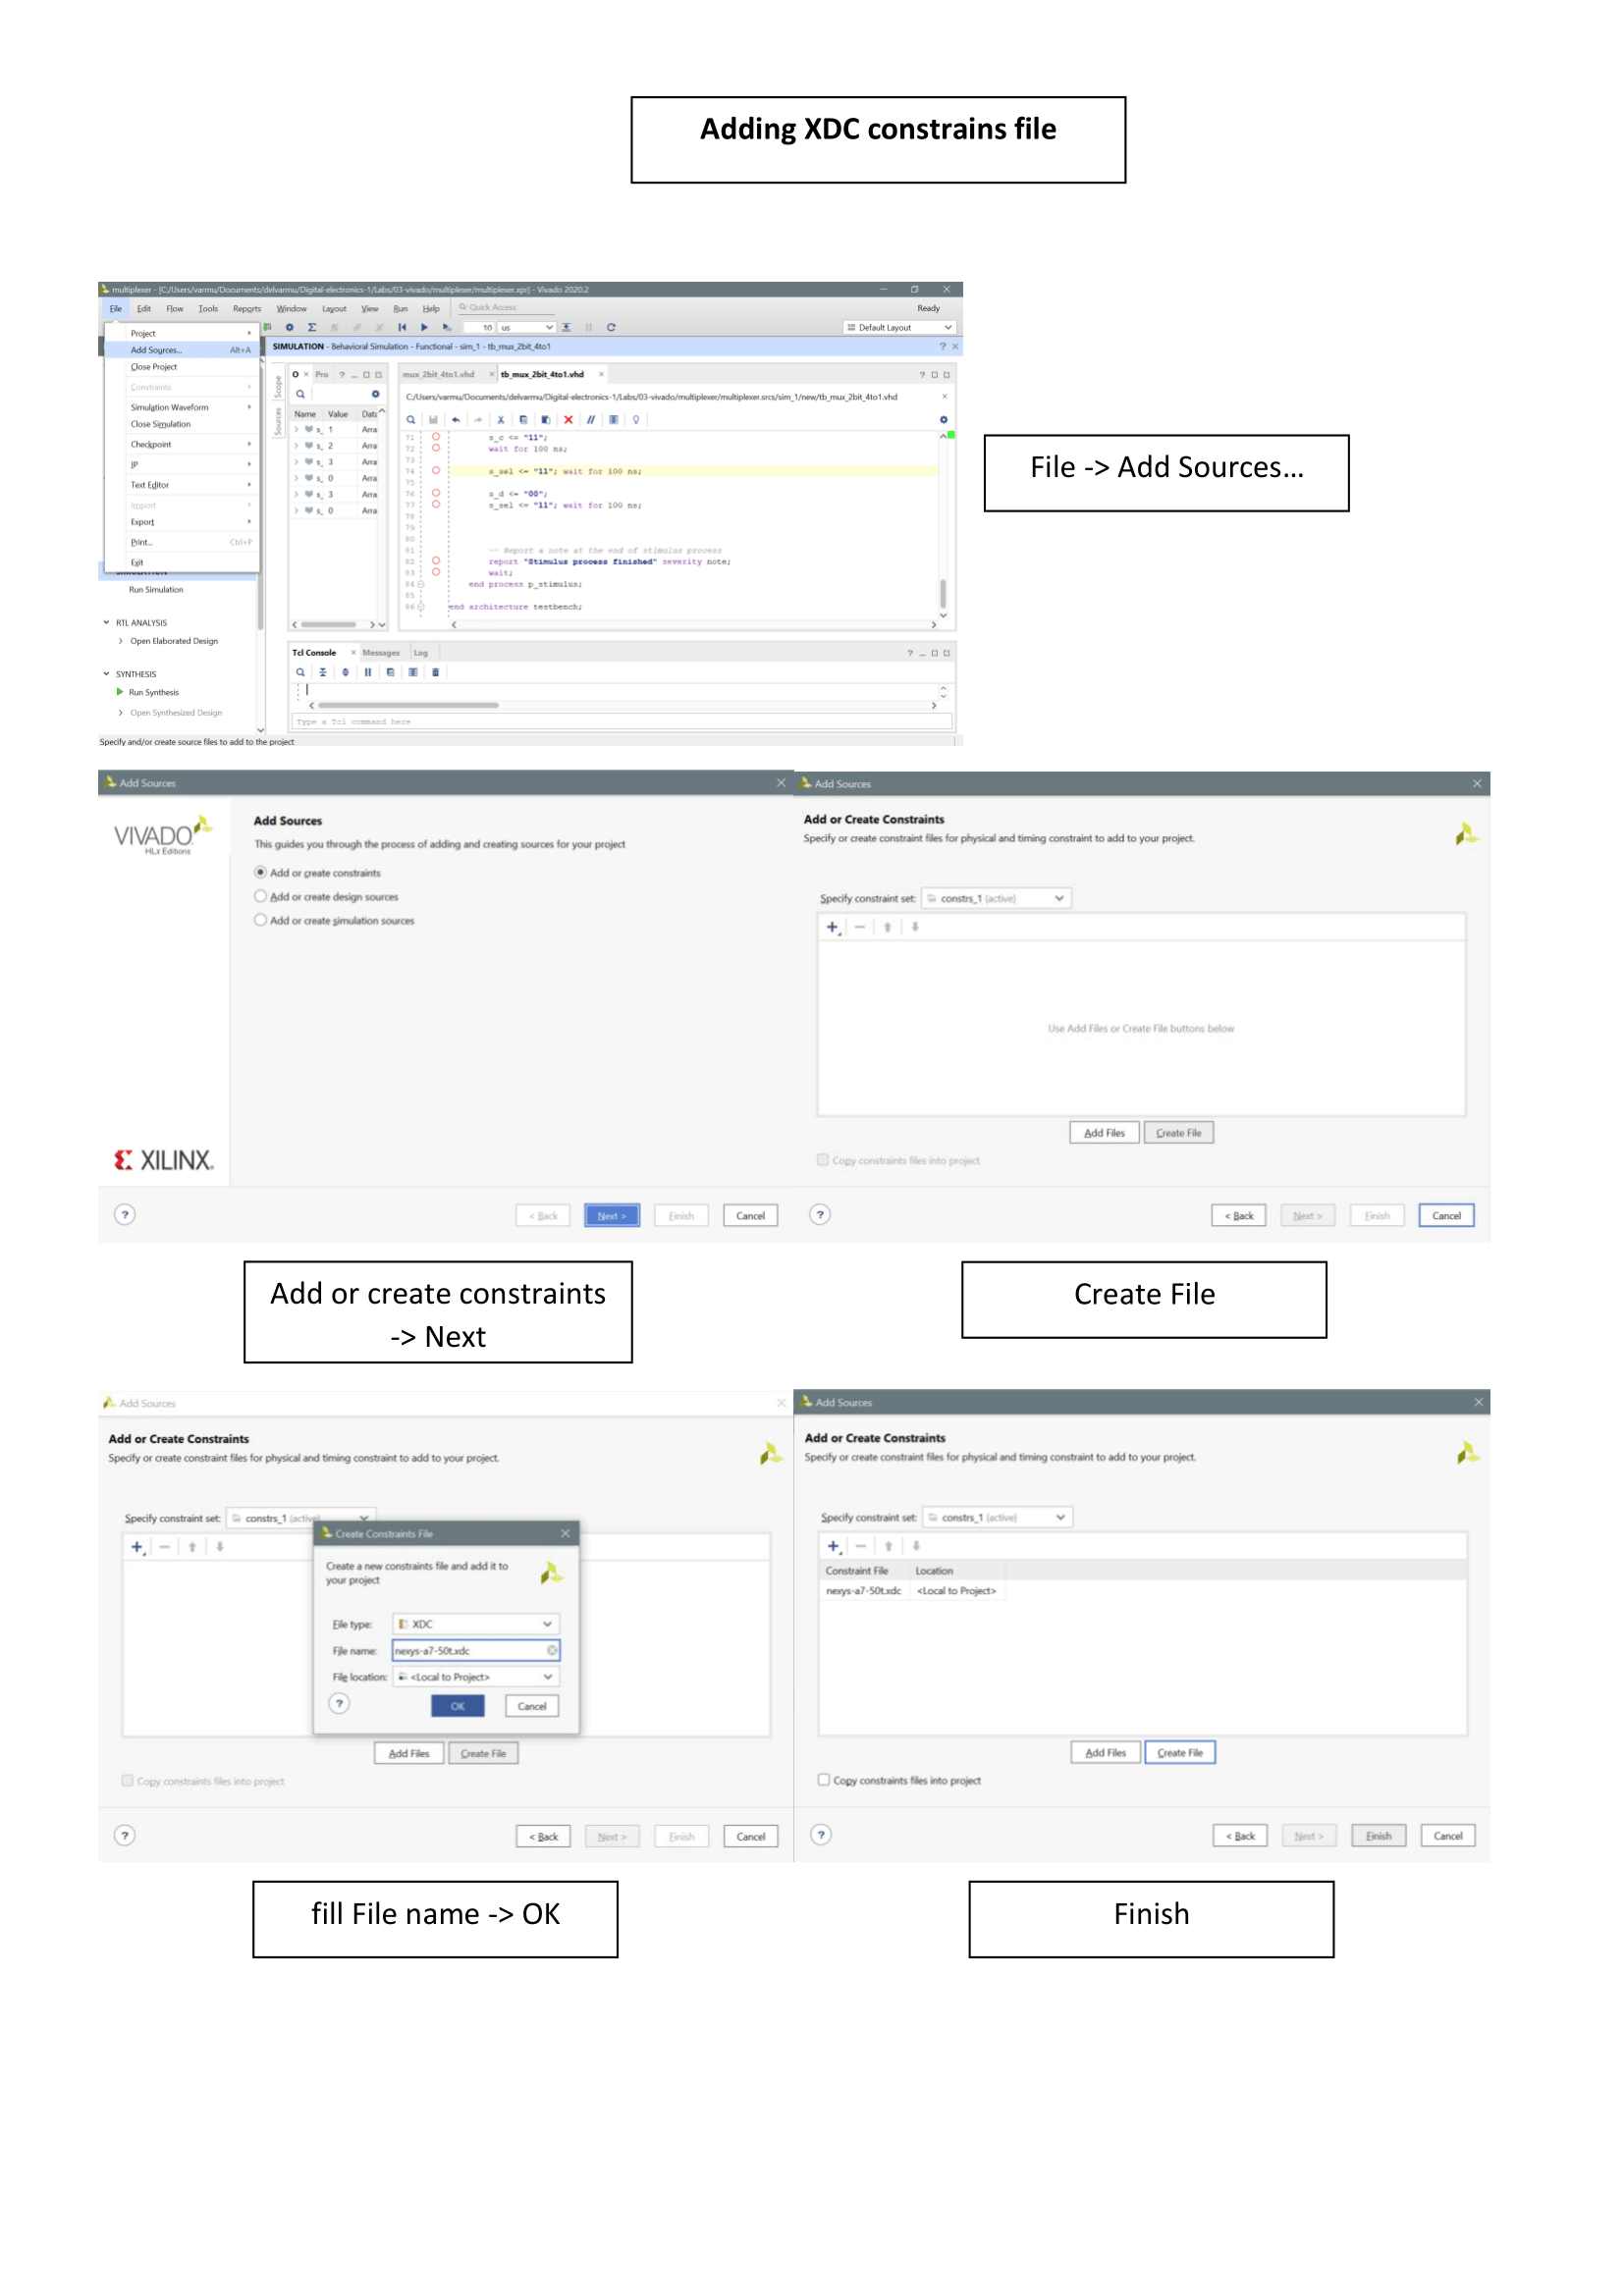 Adding XDC constrains file
multiplexer - [C:/Users/varmu/Documents/delvarmu/Digital-electronics-1/Labs/03-vivado/multiplexer/multiplexer.xpr] - Vivado 2020.2
File Edit Flow Tools Reports Window Layout View Run Help Quick Access Ready
10 us Default Layout
Project
Add Sources... Alt+A
Close Project
Constraints
Simulation Waveform
Close Simulation
Checkpoint
IP
Text Editor
Import
Export
Print... Ctrl+P
Exit
SIMULATION
Run Simulation
RTL ANALYSIS
Open Elaborated Design
SYNTHESIS
Run Synthesis
Open Synthesized Design
SIMULATION - Behavioral Simulation - Functional - sim_1 - tb_mux_2bit_4to1
Scope
Sources
O Pro
Name Value Data
s_ 1 Arra
s_ 2 Arra
s_ 3 Arra
s_ 0 Arra
s_ 3 Arra
s_ 0 Arra
mux_2bit_4to1.vhd tb_mux_2bit_4to1.vhd
C:/Users/varmu/Documents/delvarmu/Digital-electronics-1/Labs/03-vivado/multiplexer/multiplexer.srcs/sim_1/new/tb_mux_2bit_4to1.vhd
71 s_c <= "11";
72 wait for 100 ns;
73
74 s_sel <= "11"; wait for 100 ns;
75
76 s_d <= "00";
77 s_sel <= "11"; wait for 100 ns;
78
79
80
81 -- Report a note at the end of stimulus process
82 report "Stimulus process finished" severity note;
83 wait;
84 end process p_stimulus;
85
86 end architecture testbench;
Tcl Console Messages Log
Type a Tcl command here
Specify and/or create source files to add to the project
File -> Add Sources...
Add Sources
VIVADO
HLx Editions
Add Sources
This guides you through the process of adding and creating sources for your project
Add or create constraints
Add or create design sources
Add or create simulation sources
XILINX
? < Back Next > Finish Cancel
Add Sources
Add or Create Constraints
Specify or create constraint files for physical and timing constraint to add to your project.
Specify constraint set: constrs_1 (active)
Use Add Files or Create File buttons below
Add Files Create File
Copy constraints files into project
? < Back Next > Finish Cancel
Add or create constraints
-> Next
Create File
Add Sources
Add or Create Constraints
Specify or create constraint files for physical and timing constraint to add to your project.
Specify constraint set: constrs_1 (active)
Create Constraints File
Create a new constraints file and add it to
your project
File type: XDC
File name: nexys-a7-50t.xdc
File location: <Local to Project>
? OK Cancel
Add Files Create File
Copy constraints files into project
? < Back Next > Finish Cancel
Add Sources
Add or Create Constraints
Specify or create constraint files for physical and timing constraint to add to your project.
Specify constraint set: constrs_1 (active)
Constraint File Location
nexys-a7-50t.xdc <Local to Project>
Add Files Create File
Copy constraints files into project
? < Back Next > Finish Cancel
fill File name -> OK
Finish